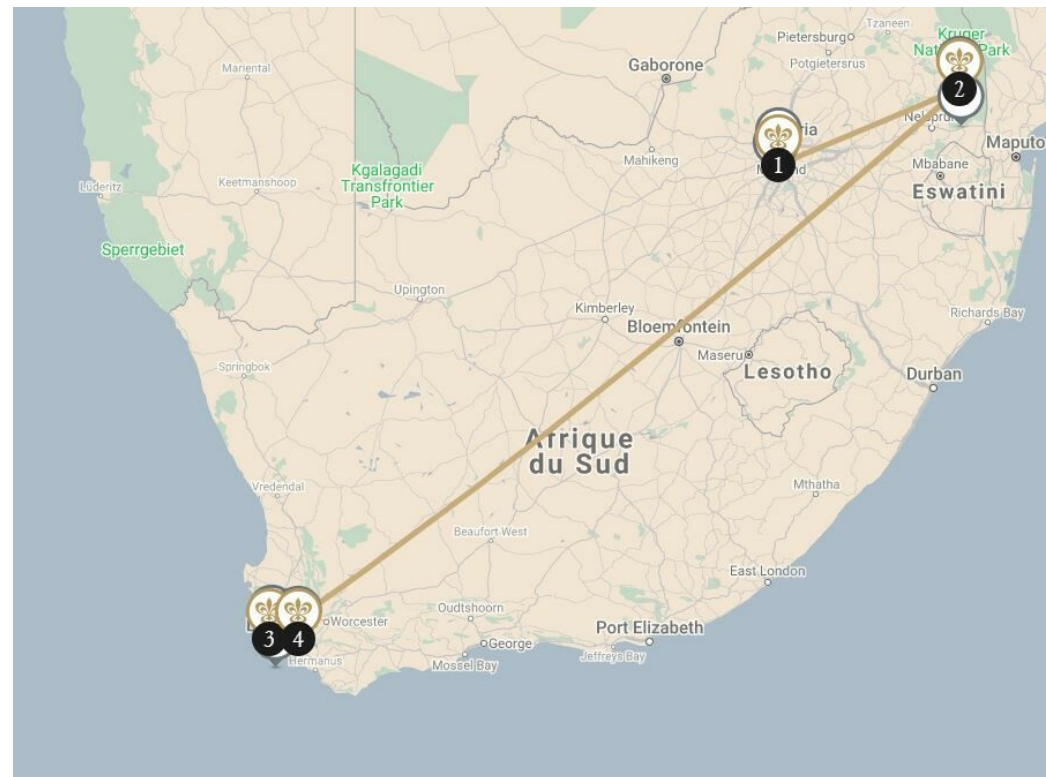 Tzaneen
Pietersburg
Kruger
National Park
Potgietersrus
Mariental
Gaborone
2
Nelspruit
1
Maputo
Mahikeng
Mbabane
Eswatini
Kgalagadi
Transfrontier
Park
Keetmanshoop
Lüderitz
Sperrgebiet
Upington
Kimberley
Richards Bay
Bloemfontein
Maseru
Lesotho
Springbok
Durban
Afrique
du Sud
Vredendal
Mthatha
Beaufort West
East London
Oudtshoorn
Worcester
Port Elizabeth
3
4
George
Jeffreys Bay
Hermanus
Mossel Bay